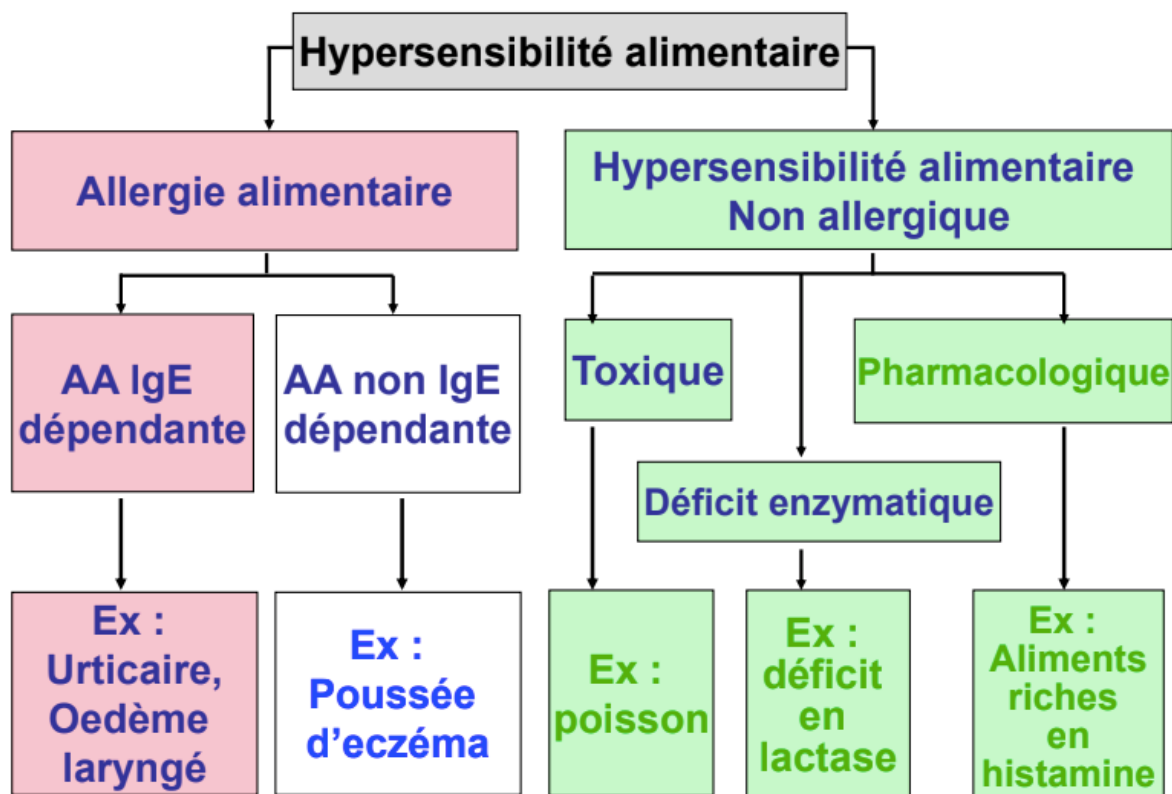 Hypersensibilité alimentaire
Allergie alimentaire
Hypersensibilité alimentaire
Non allergique
AA IgE
dépendante
AA non IgE
dépendante
Toxique
Pharmacologique
Déficit enzymatique
Ex :
Urticaire,
Oedème
laryngé
Ex :
Poussée
d'eczéma
Ex :
poisson
Ex :
déficit
en
lactase
Ex :
Aliments
riches
en
histamine